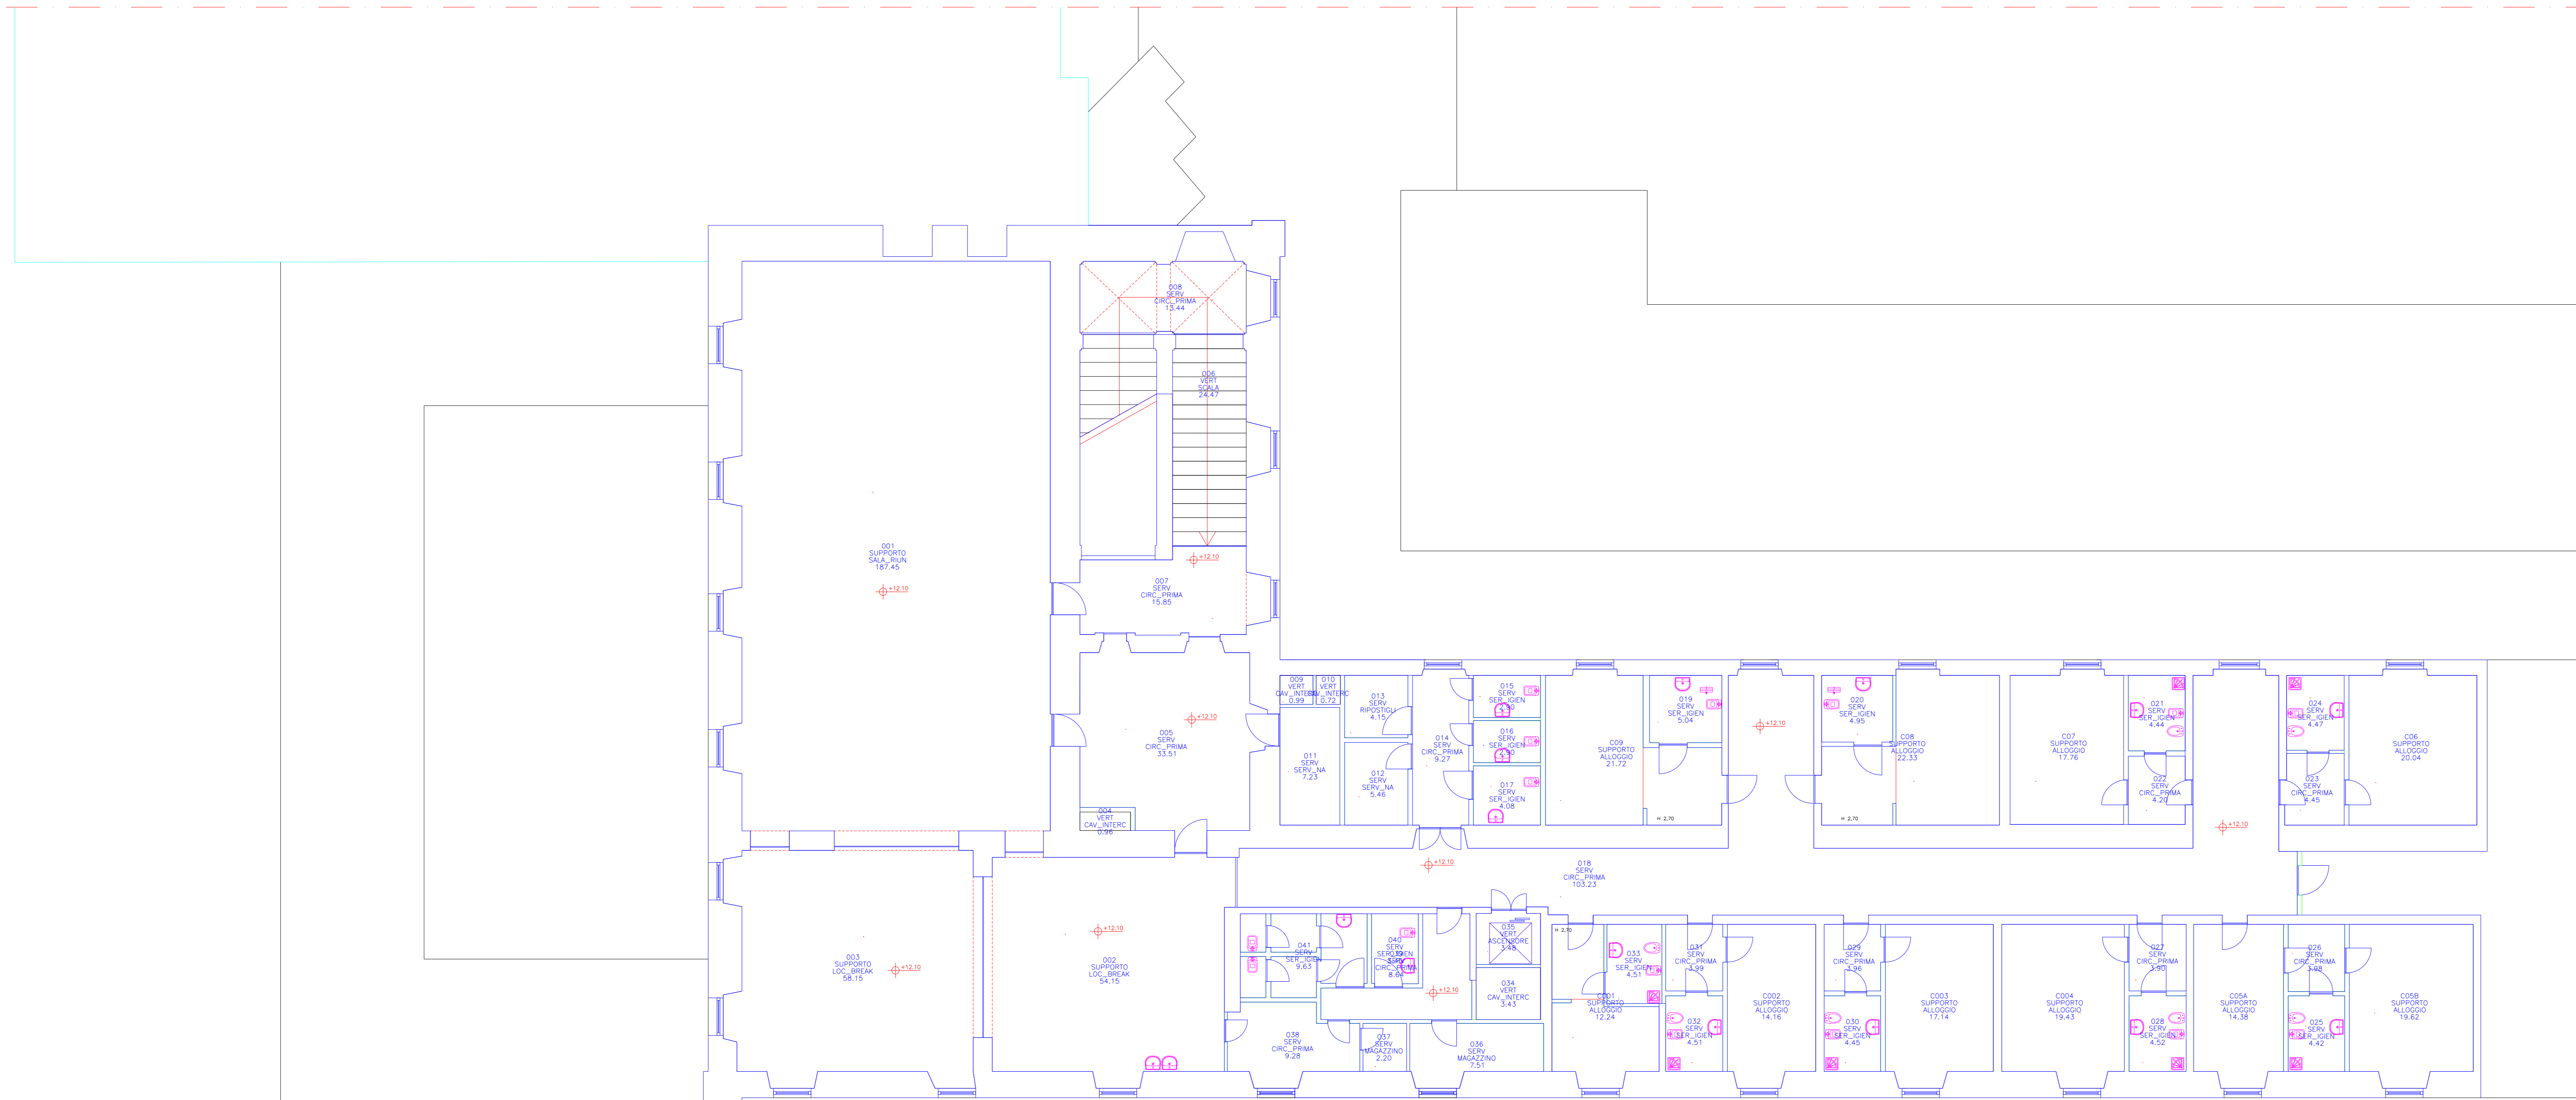 008
SERV
CIRC_PRIMA
13.44
006
VERT
SCALA
24.47
001
SUPPORTO
SALA_RIUN
187.45
+12.10
+12.10
007
SERV
CIRC_PRIMA
15.85
005
SERV
CIRC_PRIMA
33.51
+12.10
004
VERT
CAV_INTERC
0.96
009
VERT
CAV_INTERC
0.99
010
VERT
CAV_INTERC
0.72
011
SERV
SERV_NA
7.23
013
SERV
RIPOSTIGLI
4.15
012
SERV
SERV_NA
5.46
014
SERV
CIRC_PRIMA
9.27
015
SERV
SER_IGIEN
2.90
016
SERV
SER_IGIEN
2.90
017
SERV
SER_IGIEN
4.08
C09
SUPPORTO
ALLOGGIO
21.72
019
SERV
SER_IGIEN
5.04
H 2,70
+12.10
020
SERV
SER_IGIEN
4.95
H 2,70
C08
SUPPORTO
ALLOGGIO
22.33
C07
SUPPORTO
ALLOGGIO
17.76
021
SERV
SER_IGIEN
4.44
022
SERV
CIRC_PRIMA
4.20
+12.10
024
SERV
SER_IGIEN
4.47
023
SERV
CIRC_PRIMA
4.45
C06
SUPPORTO
ALLOGGIO
20.04
+12.10
018
SERV
CIRC_PRIMA
103.23
003
SUPPORTO
LOC_BREAK
58.15
+12.10
002
SUPPORTO
LOC_BREAK
54.15
+12.10
041
SERV
SER_IGIEN
9.63
040
SERV
SER_IGIEN
039
SERV
CIRC_PRIMA
8.64
+12.10
038
SERV
CIRC_PRIMA
9.28
037
SERV
MAGAZZINO
2.20
036
SERV
MAGAZZINO
7.51
035
VERT
ASCENSORE
3.48
034
VERT
CAV_INTERC
3.43
H 2,70
C001
SUPPORTO
ALLOGGIO
12.24
033
SERV
SER_IGIEN
4.51
031
SERV
CIRC_PRIMA
3.99
032
SERV
SER_IGIEN
4.51
C002
SUPPORTO
ALLOGGIO
14.16
029
SERV
CIRC_PRIMA
3.96
030
SERV
SER_IGIEN
4.45
C003
SUPPORTO
ALLOGGIO
17.14
C004
SUPPORTO
ALLOGGIO
19.43
027
SERV
CIRC_PRIMA
3.90
028
SERV
SER_IGIEN
4.52
C05A
SUPPORTO
ALLOGGIO
14.38
026
SERV
CIRC_PRIMA
3.98
025
SERV
SER_IGIEN
4.42
C05B
SUPPORTO
ALLOGGIO
19.62